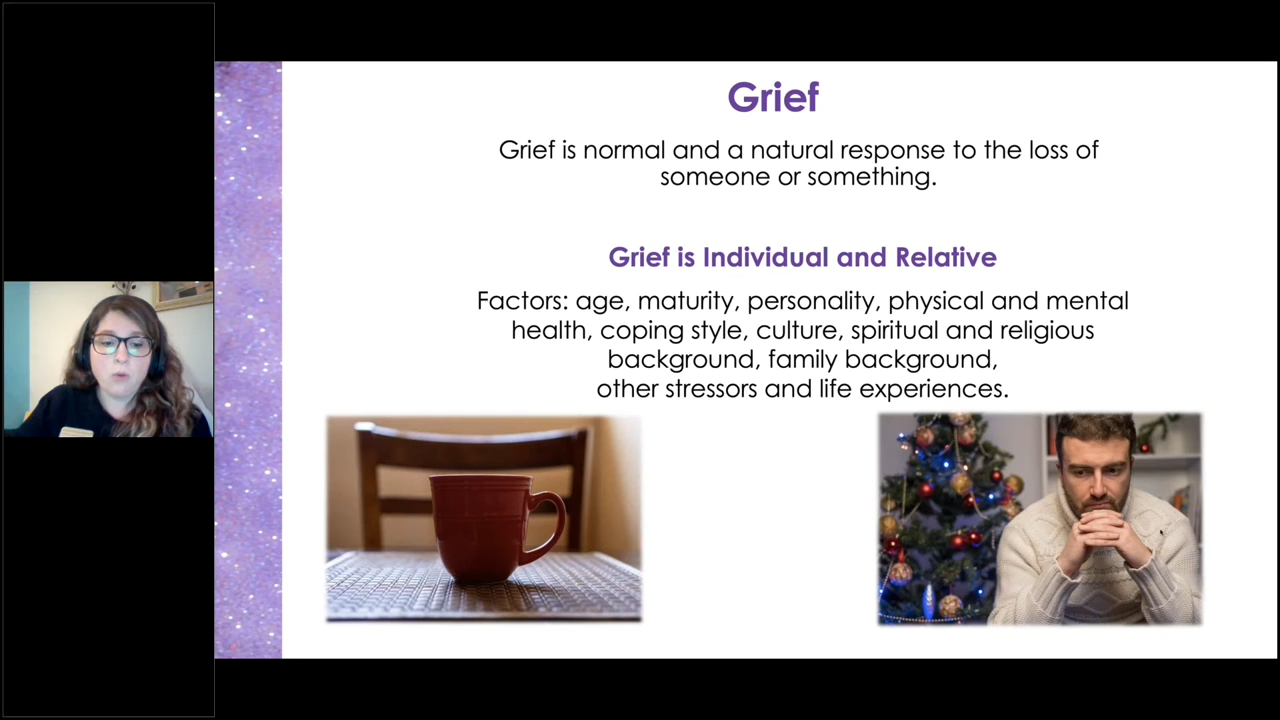 Grief
Grief is normal and a natural response to the loss of
someone or something.
Grief is Individual and Relative
Factors: age, maturity, personality, physical and mental
health, coping style, culture, spiritual and religious
background, family background,
other stressors and life experiences.